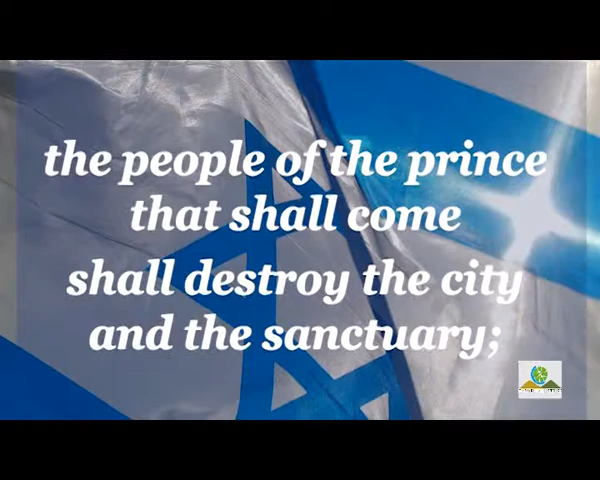 the people of the prince
that shall come
shall destroy the city
and the sanctuary;